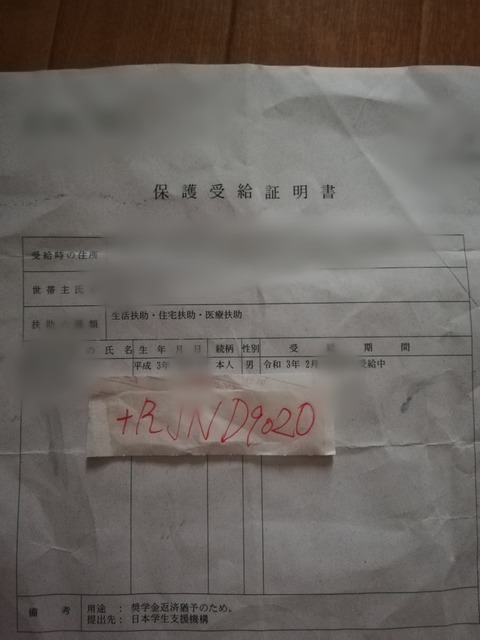 保護受給証明書
受給時の住所
世帯主氏
扶助の種類 生活扶助・住宅扶助・医療扶助
の氏名 生年月日 続柄 性別 受給期間
平成3年 本人 男 令和3年2月 受給中
+RJND9020
備考 用途：奨学金返済猶予のため。
提出先：日本学生支援機構